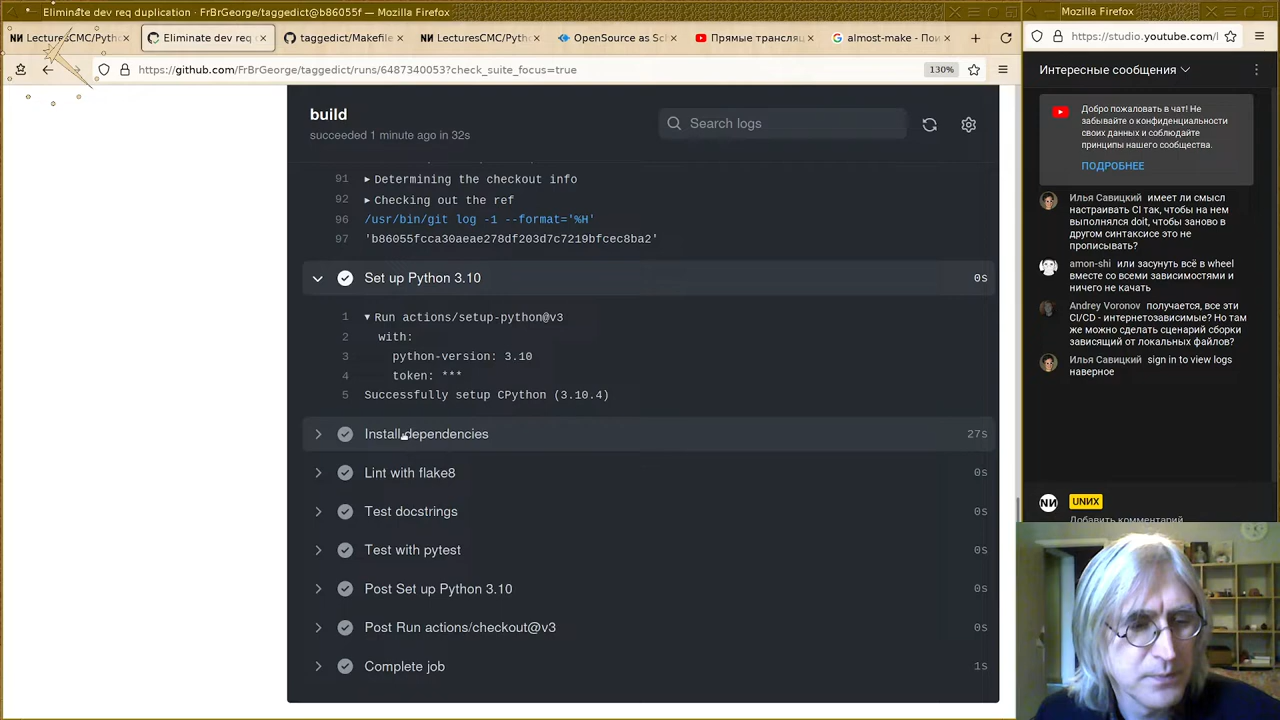 Eliminate dev req duplication · FrBrGeorge/taggedict@b86055f — Mozilla Firefox
Mozilla Firefox
LecturesCMC/Pyth
Eliminate dev req
taggedict/Makefile
LecturesCMC/Pytho
OpenSource as Sci
Прямые трансляц
almost-make - Пои
https://studio.youtube.com/l
https://github.com/FrBrGeorge/taggedict/runs/6487340053?check_suite_focus=true
130%
Интересные сообщения
build
succeeded 1 minute ago in 32s
Search logs
91 Determining the checkout info
92 Checking out the ref
96 /usr/bin/git log -1 --format='%H'
97 'b86055fcca30aeae278df203d7c7219bfcec8ba2'
Set up Python 3.10 0s
1 Run actions/setup-python@v3
2 with:
3 python-version: 3.10
4 token: ***
5 Successfully setup CPython (3.10.4)
Install dependencies 27s
Lint with flake8 0s
Test docstrings 0s
Test with pytest 0s
Post Set up Python 3.10 0s
Post Run actions/checkout@v3 0s
Complete job 1s
Добро пожаловать в чат! Не
забывайте о конфиденциальности
своих данных и соблюдайте
принципы нашего сообщества.
ПОДРОБНЕЕ
Илья Савицкий имеет ли смысл
настраивать CI так, чтобы на нем
выполнялся doit, чтобы заново в
другом синтаксисе это не
прописывать?
amon-shi или засунуть всё в wheel
вместе со всеми зависимостями и
ничего не качать
Andrey Voronov получается, все эти
CI/CD - интернетозависимые? Но там
же можно сделать сценарий сборки
зависящий от локальных файлов?
Илья Савицкий sign in to view logs
наверное
UNИX
Добавить комментарий